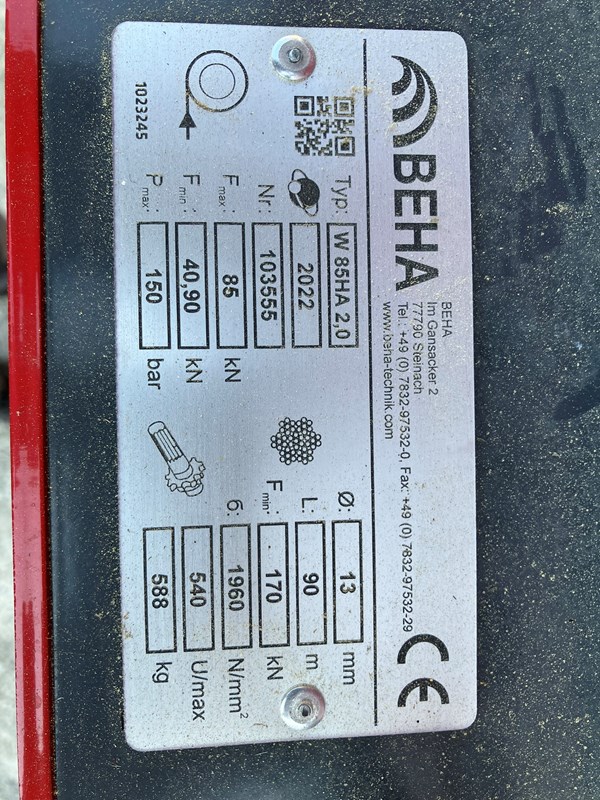 BEHA
BEHA
Im Gansacker 2
77790 Steinach
Tel.: +49 (0) 7832-97532-0, Fax: +49 (0) 7832-97532-29
www.beha-technik.com
CE
Typ: W 85HA 2,0
2022
Nr.: 103555
Fmax: 85 kN
Fmin: 40,90 kN
Pmax: 150 bar
Ø: 13 mm
L: 90 m
Fmin: 170 kN
б: 1960 N/mm²
540 U/max
588 kg
1023245